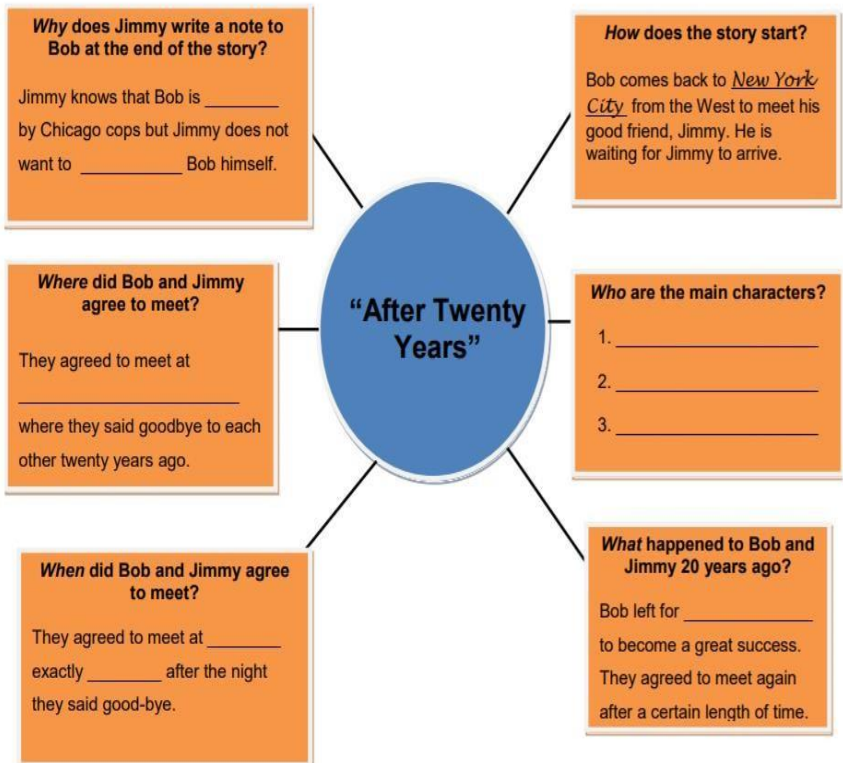 Why does Jimmy write a note to
Bob at the end of the story?
Jimmy knows that Bob is ________
by Chicago cops but Jimmy does not
want to ___________ Bob himself.
How does the story start?
Bob comes back to New York
City from the West to meet his
good friend, Jimmy. He is
waiting for Jimmy to arrive.
Where did Bob and Jimmy
agree to meet?
They agreed to meet at
________________________
where they said goodbye to each
other twenty years ago.
“After Twenty
Years”
Who are the main characters?
1. ______________________
2. ______________________
3. ______________________
When did Bob and Jimmy agree
to meet?
They agreed to meet at ________
exactly ________ after the night
they said good-bye.
What happened to Bob and
Jimmy 20 years ago?
Bob left for ______________
to become a great success.
They agreed to meet again
after a certain length of time.